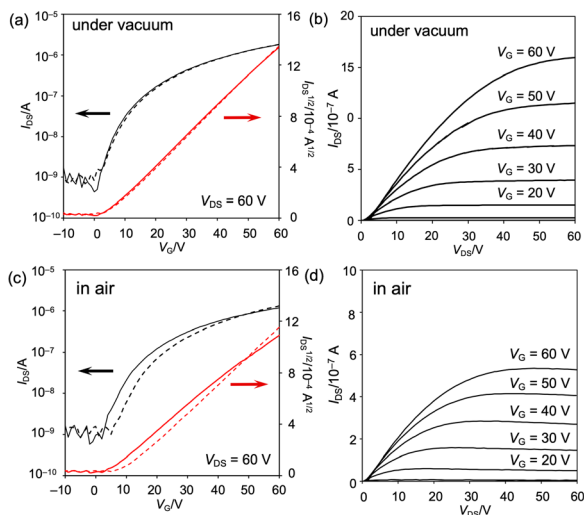 (a)
under vacuum
10⁻⁵
10⁻⁶
10⁻⁷
10⁻⁸
10⁻⁹
10⁻¹⁰
I_DS/A
16
12
8
4
0
I_DS^1/2/10⁻⁴ A^1/2
V_DS = 60 V
−10 0 10 20 30 40 50 60
V_G/V
(b)
under vacuum
20
15
10
5
0
I_DS/10⁻⁷ A
V_G = 60 V
V_G = 50 V
V_G = 40 V
V_G = 30 V
V_G = 20 V
0 10 20 30 40 50 60
V_DS/V
(c)
in air
10⁻⁵
10⁻⁶
10⁻⁷
10⁻⁸
10⁻⁹
10⁻¹⁰
I_DS/A
16
12
8
4
0
I_DS^1/2/10⁻⁴ A^1/2
V_DS = 60 V
−10 0 10 20 30 40 50 60
V_G/V
(d)
in air
10
8
6
4
2
0
I_DS/10⁻⁷ A
V_G = 60 V
V_G = 50 V
V_G = 40 V
V_G = 30 V
V_G = 20 V
0 10 20 30 40 50 60
V_DS/V